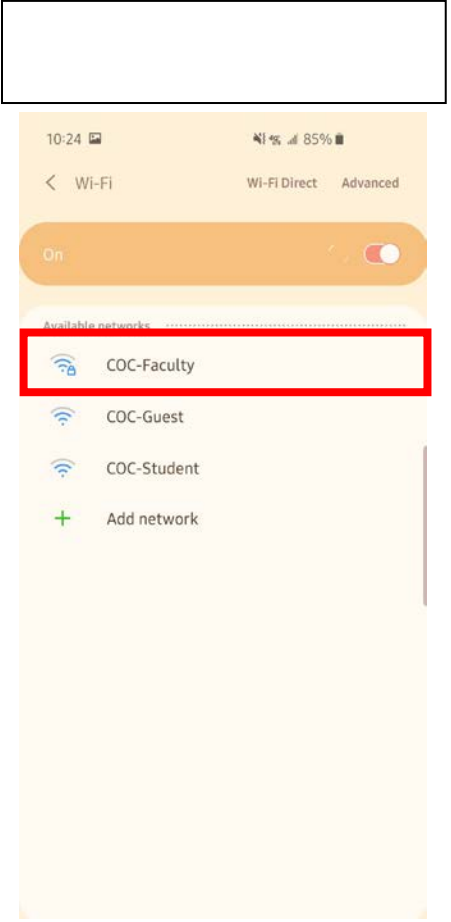 10:24 85%
Wi-Fi Wi-Fi Direct Advanced
On
Available networks
COC-Faculty
COC-Guest
COC-Student
+ Add network